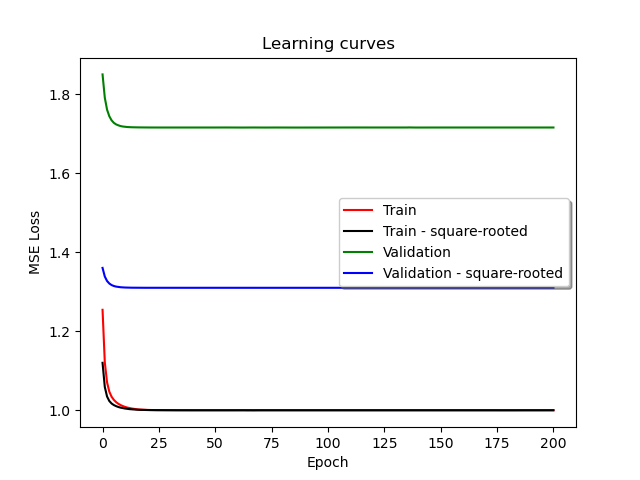 Learning curves
MSE Loss
1.8
1.6
1.4
1.2
1.0
Train
Train - square-rooted
Validation
Validation - square-rooted
0 25 50 75 100 125 150 175 200
Epoch